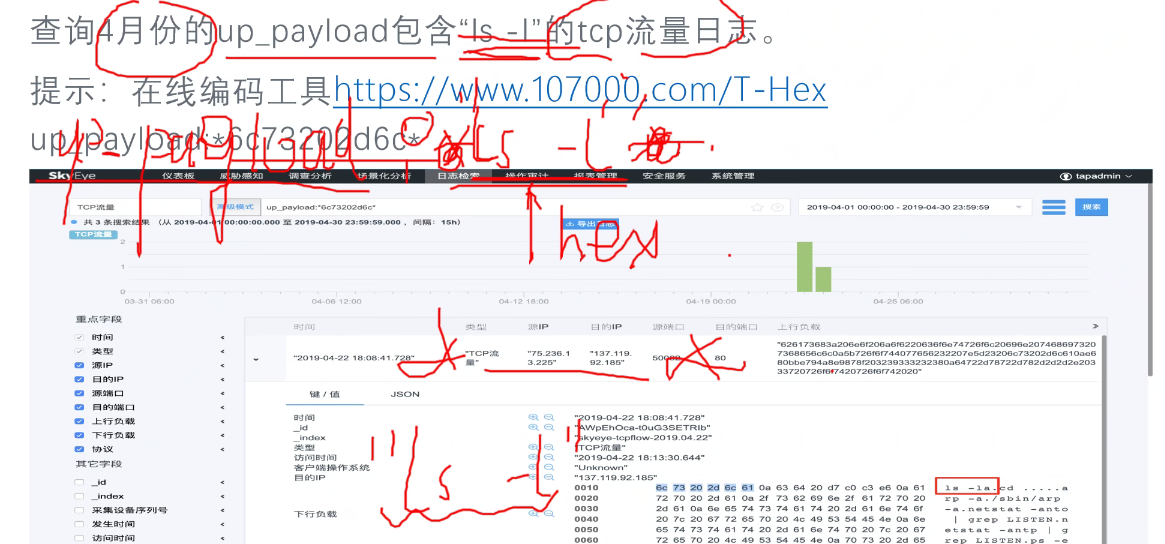 查询4月份的up_payload包含“ls -l”的tcp流量日志。
提示：在线编码工具https://www.107000.com/T-Hex
up_payload:*6c73202d6c*
up-payload: *"ls -l"*
SkyEye 仪表板 威胁感知 调查分析 场景化分析 日志检索 操作审计 报表管理 安全服务 系统管理 tapadmin
TCP流量 高级模式 up_payload:*6c73202d6c* 2019-04-01 00:00:00 - 2019-04-30 23:59:59 搜索
共 3 条搜索结果 （从 2019-04-01 00:00:00.000 至 2019-04-30 23:59:59.000 ，间隔：15h） 导出日志
TCP流量
hex
2
1
0
03-31 06:00 04-06 12:00 04-12 18:00 04-19 00:00 04-25 06:00
重点字段
时间
类型
源IP
目的IP
源端口
目的端口
上行负载
下行负载
协议
其它字段
_id
_index
采集设备序列号
发生时间
访问时间
时间 类型 源IP 目的IP 源端口 目的端口 上行负载
"2019-04-22 18:08:41.728" "TCP流量" "75.236.13.225" "137.119.92.185" 80
键 / 值 JSON
时间 "2019-04-22 18:08:41.728"
_id "AWpEhOca-t0uG3SETRIb"
_index "skyeye-tcpflow-2019.04.22"
类型 "TCP流量"
访问时间 "2019-04-22 18:13:30.644"
客户端操作系统 "Unknown"
目的IP "137.119.92.185"
"ls -l"
下行负载
0010 6c 73 20 2d 6c 61 0a 63 64 20 d7 c0 c3 e6 0a 61 ls -la.cd .....a
0020 72 70 20 2d 61 0a 2f 73 62 69 6e 2f 61 72 70 20 rp -a./sbin/arp
0030 2d 61 0a 6e 65 74 73 74 61 74 20 2d 61 6e 74 6f -a.netstat -anto
0040 20 7c 20 67 72 65 70 20 4c 49 53 54 45 4e 0a 6e | grep LISTEN.n
0050 65 74 73 74 61 74 20 2d 61 6e 74 70 20 7c 20 67 etstat -antp | g
0060 72 65 70 20 4c 49 53 54 45 4e 0a 70 73 20 2d 65 rep LISTEN.ps -e